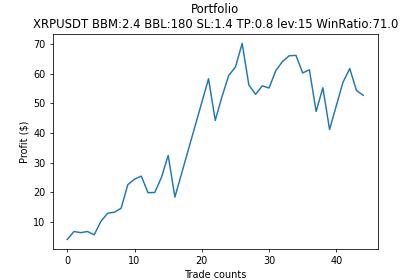 Portfolio
XRPUSDT BBM:2.4 BBL:180 SL:1.4 TP:0.8 lev:15 WinRatio:71.0
70
60
50
40
30
20
10
Profit ($)
0 10 20 30 40
Trade counts